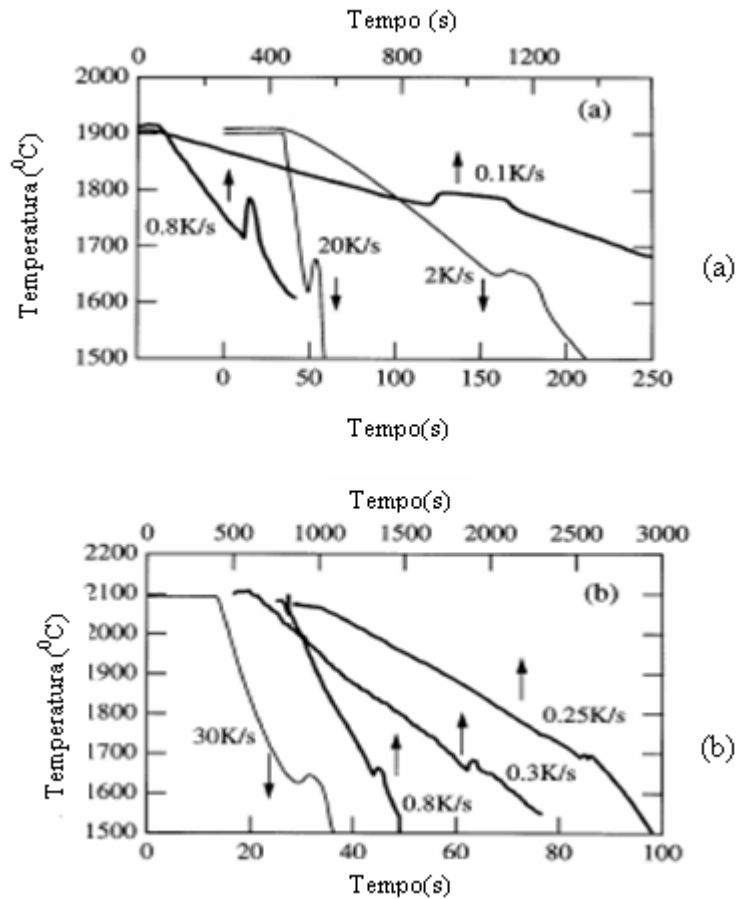 Tempo (s)
0 400 800 1200
2000
(a)
1900
0.1K/s
1800
0.8K/s
1700
20K/s
2K/s
(a)
1600
1500
0 50 100 150 200 250
Temperatura (⁰C)
Tempo(s)
Tempo(s)
0 500 1000 1500 2000 2500 3000
2200
(b)
2100
2000
1900
1800
0.25K/s
30K/s
(b)
1700
0.3K/s
0.8K/s
1600
1500
0 20 40 60 80 100
Temperatura (⁰C)
Tempo(s)